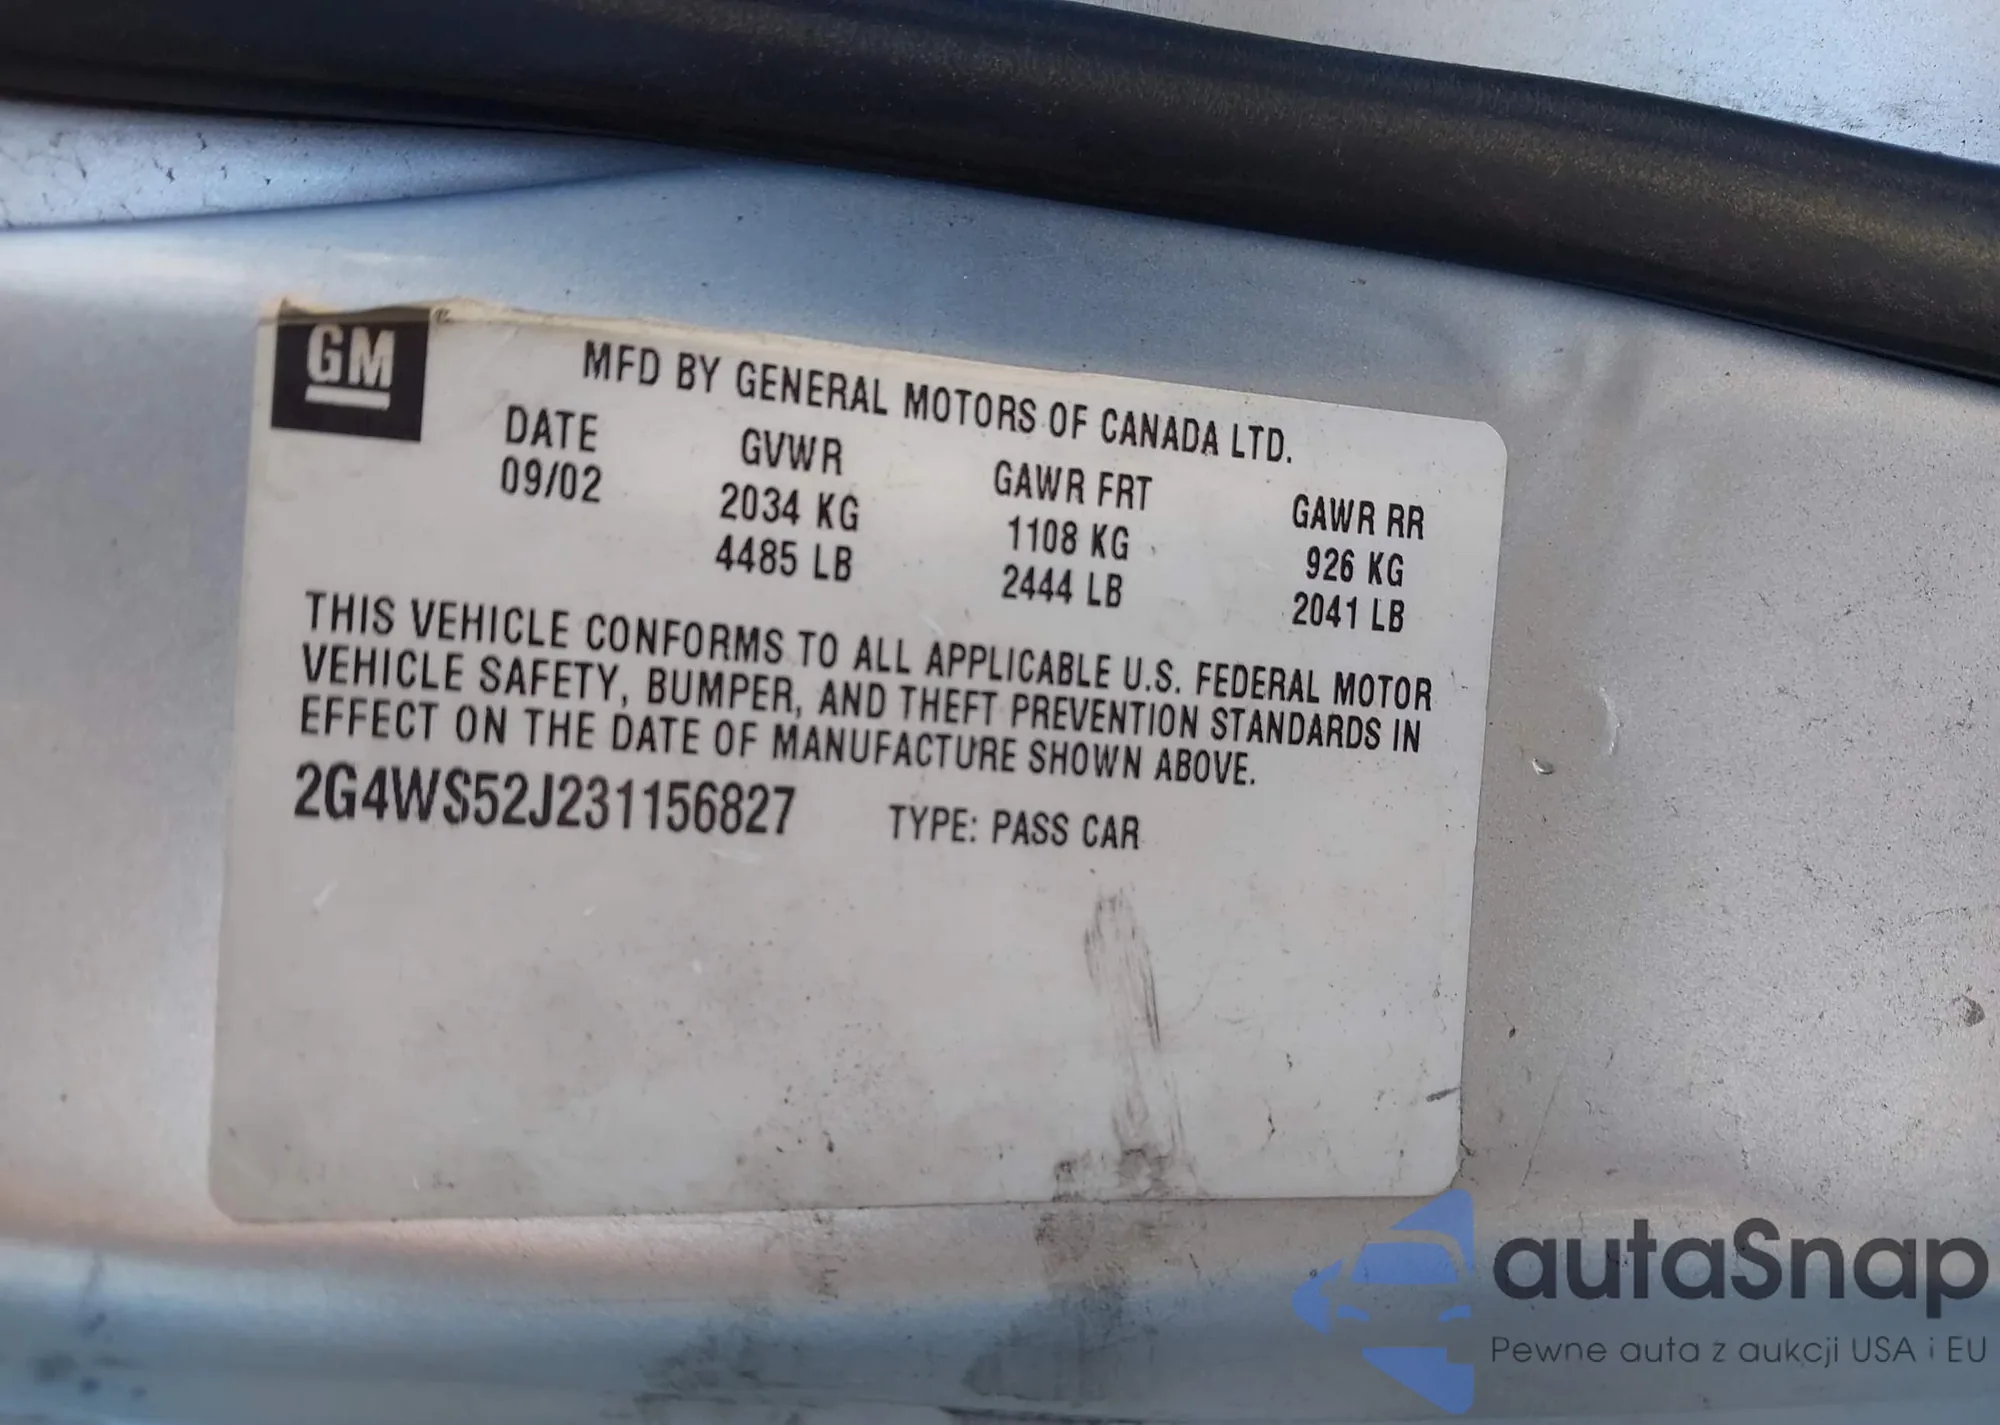 GM
MFD BY GENERAL MOTORS OF CANADA LTD.
DATE GVWR GAWR FRT GAWR RR
09/02 2034 KG 1108 KG 926 KG
4485 LB 2444 LB 2041 LB
THIS VEHICLE CONFORMS TO ALL APPLICABLE U.S. FEDERAL MOTOR
VEHICLE SAFETY, BUMPER, AND THEFT PREVENTION STANDARDS IN
EFFECT ON THE DATE OF MANUFACTURE SHOWN ABOVE.
2G4WS52J231156827 TYPE: PASS CAR
autaSnap
Pewne auta z aukcji USA i EU